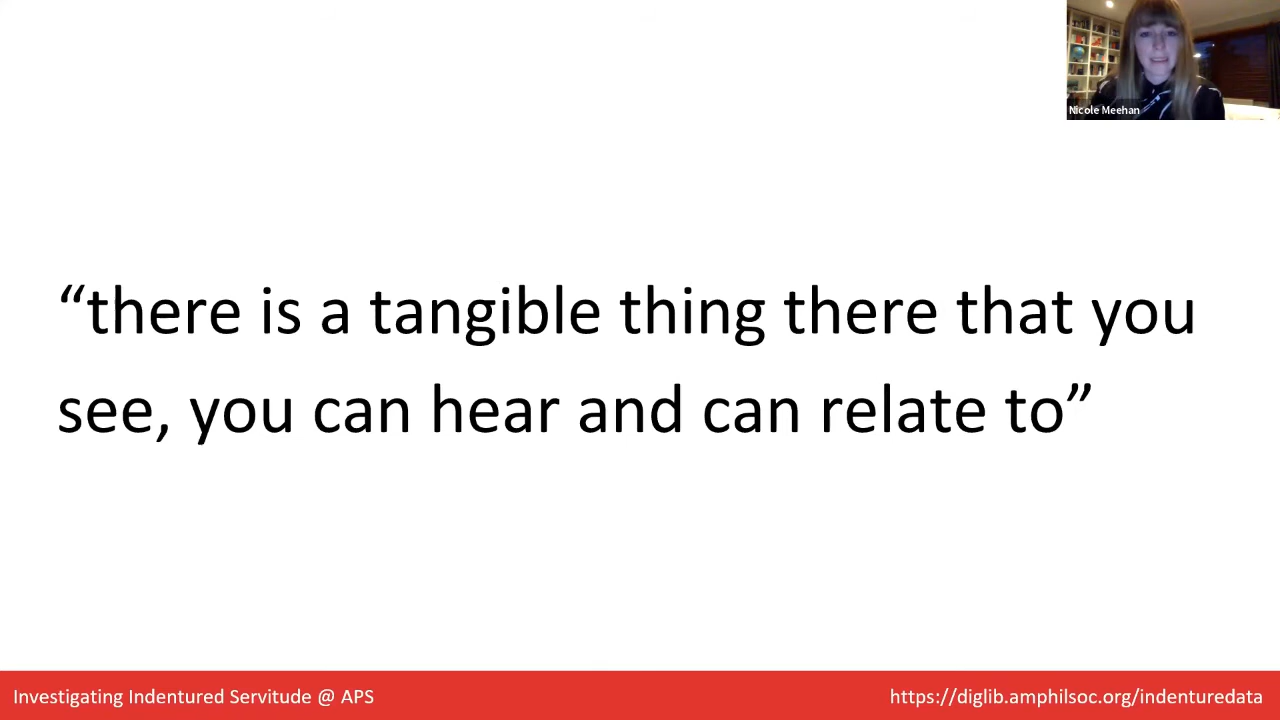 Nicole Meehan
“there is a tangible thing there that you
see, you can hear and can relate to”
Investigating Indentured Servitude @ APS
https://diglib.amphilsoc.org/indenturedata